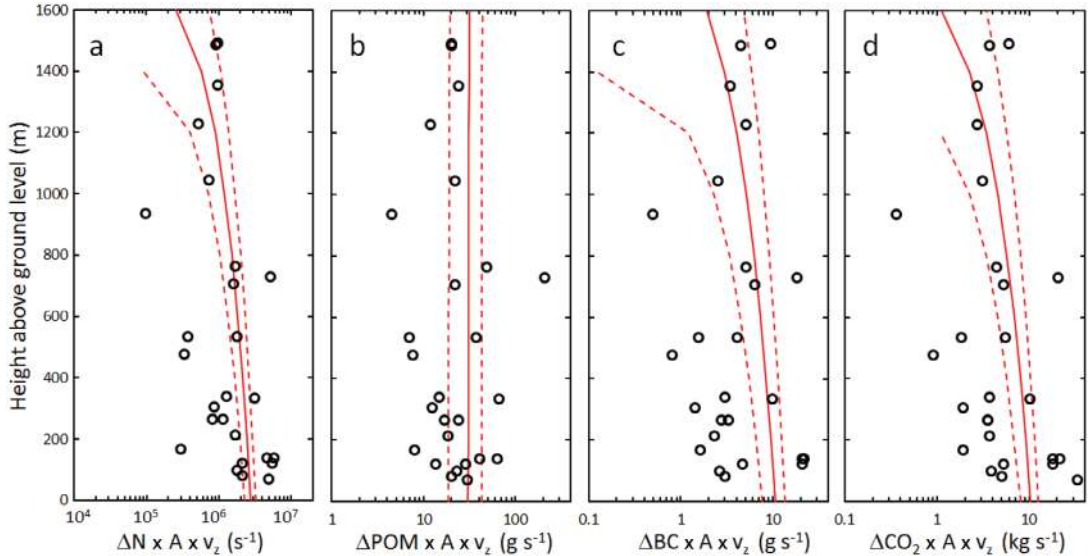 1600
1400
1200
1000
800
600
400
200
0
Height above ground level (m)
a
b
c
d
10⁴ 10⁵ 10⁶ 10⁷
1 10 100
0.1 1 10
0.1 1 10
ΔN x A x v_z (s⁻¹)
ΔPOM x A x v_z (g s⁻¹)
ΔBC x A x v_z (g s⁻¹)
ΔCO₂ x A x v_z (kg s⁻¹)